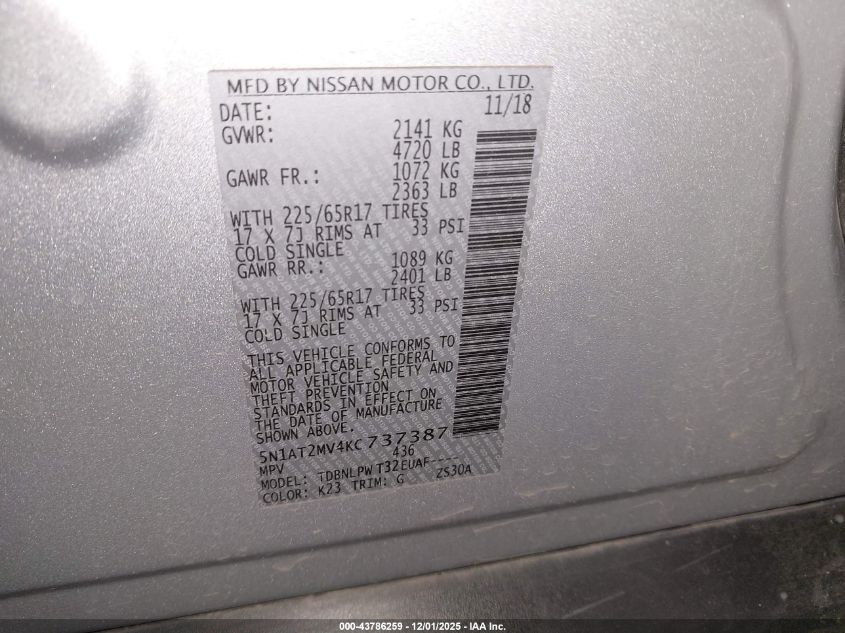 MFD BY NISSAN MOTOR CO., LTD.
DATE: 11/18
GVWR: 2141 KG
4720 LB
GAWR FR.: 1072 KG
2363 LB
WITH 225/65R17 TIRES
17 X 7J RIMS AT 33 PSI
COLD SINGLE
GAWR RR.: 1089 KG
2401 LB
WITH 225/65R17 TIRES
17 X 7J RIMS AT 33 PSI
COLD SINGLE
THIS VEHICLE CONFORMS TO
ALL APPLICABLE FEDERAL
MOTOR VEHICLE SAFETY AND
THEFT PREVENTION
STANDARDS IN EFFECT ON
THE DATE OF MANUFACTURE
SHOWN ABOVE.
5N1AT2MV4KC737387
MPV 436
MODEL: TDBNLPWT32EUAF-----
COLOR: K23 TRIM: G ZS30A
000-43786259 - 12/01/2025 - IAA Inc.